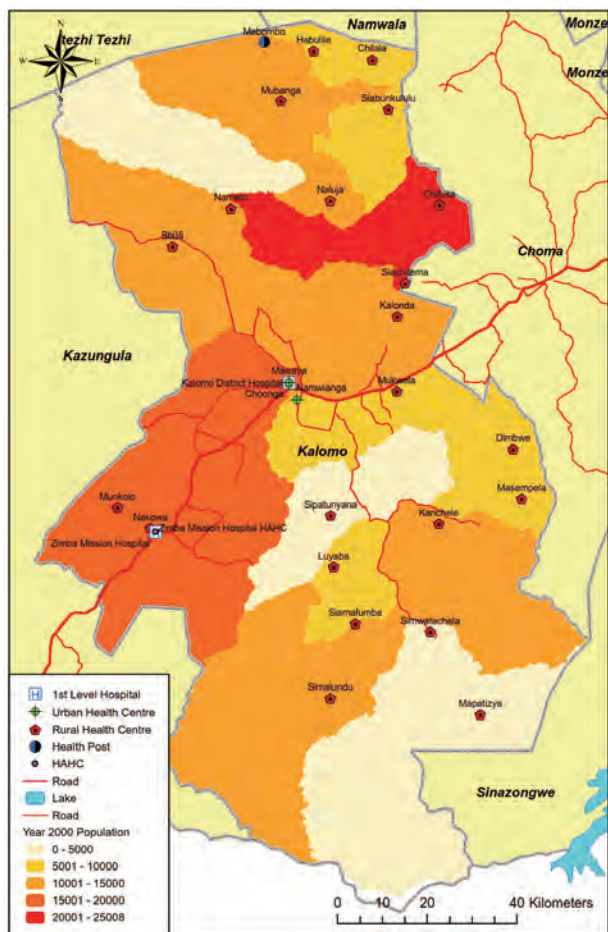 Itezhi Tezhi
Namwala
Monze
Monze
N
W
E
S
Mebombo
Habulile
Chilala
Mubanga
Siabunkululu
Nameto
Naluja
Chifusa
Siachitema
Kalonda
Choma
Kazungula
Mawaya
Kalomo District Hospital
Choonga
Namwianga
Mukwela
Kalomo
Dimbwe
Masempela
Munkolo
Sipatunyana
Kanchele
Nakowa
Zimba Mission Hospital HAHC
Zimba Mission Hospital
Luyaba
Siamafumba
Simwatachela
Simalundu
Mapatizya
Sinazongwe
H 1st Level Hospital
Urban Health Centre
Rural Health Centre
Health Post
HAHC
Road
Lake
Road
Year 2000 Population
0 - 5000
5001 - 10000
10001 - 15000
15001 - 20000
20001 - 25008
0 10 20 40 Kilometers